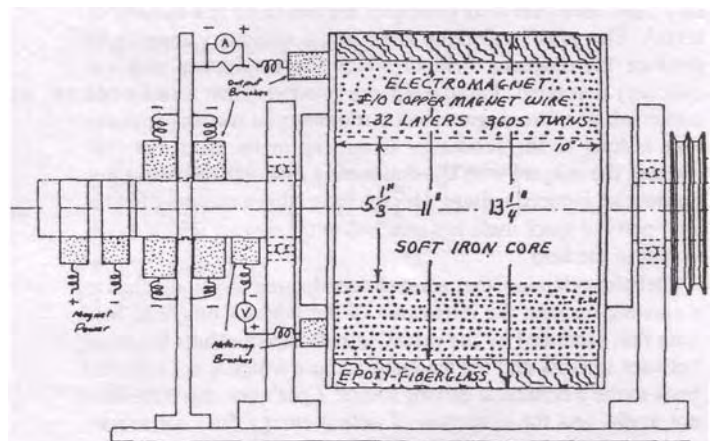 - A +
Output
Brushes
ELECTROMAGNET
#10 COPPER MAGNET WIRE
32 LAYERS 3605 TURNS
10"
5 1/3" 11" 13 1/4"
SOFT IRON CORE
+ -
Magnet
Power
- V +
Metering
Brushes
EPOXY-FIBERGLASS